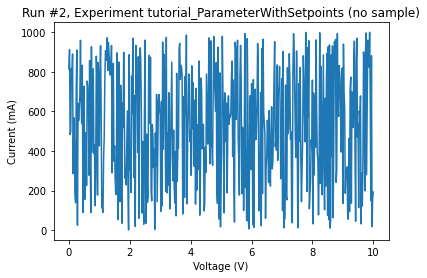 Run #2, Experiment tutorial_ParameterWithSetpoints (no sample)
1000
800
600
400
200
0
Current (mA)
0 2 4 6 8 10
Voltage (V)